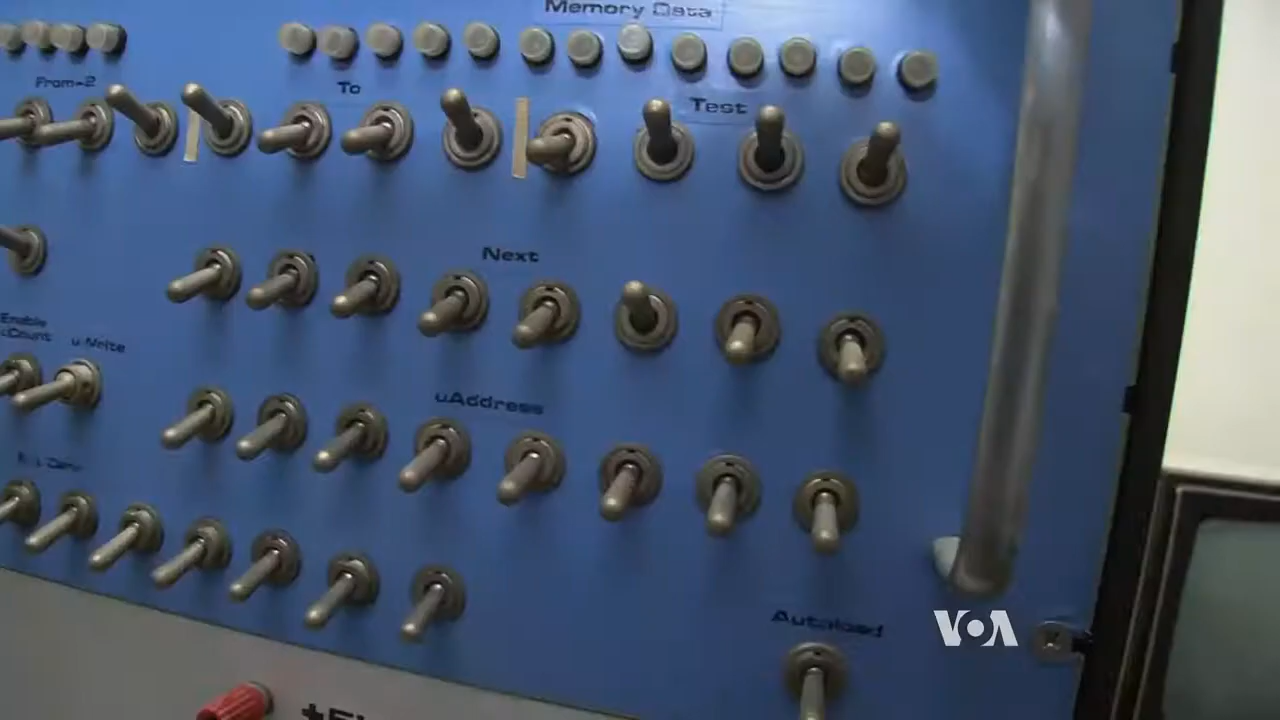 Memory Data
From-2
To
Test
Next
Enable
u-Write
uAddress
Autoload
VOA